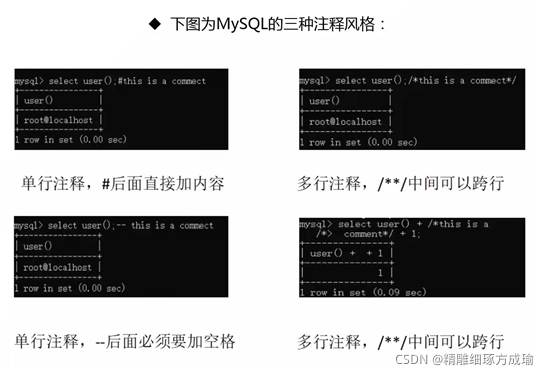 ◆ 下图为MySQL的三种注释风格：
mysql> select user();#this is a commect
+----------------+
| user()         |
+----------------+
| root@localhost |
+----------------+
1 row in set (0.00 sec)
单行注释，#后面直接加内容
mysql> select user();/*this is a commect*/
+----------------+
| user()         |
+----------------+
| root@localhost |
+----------------+
1 row in set (0.00 sec)
多行注释，/**/中间可以跨行
mysql> select user();-- this is a commect
+----------------+
| user()         |
+----------------+
| root@localhost |
+----------------+
1 row in set (0.00 sec)
单行注释，--后面必须要加空格
mysql> select user() + /*this is a
   /*>  comment*/ + 1;
+--------------+
| user() +  + 1 |
+--------------+
|            1 |
+--------------+
1 row in set (0.09 sec)
多行注释，/**/中间可以跨行
CSDN @精雕细琢方成瑜